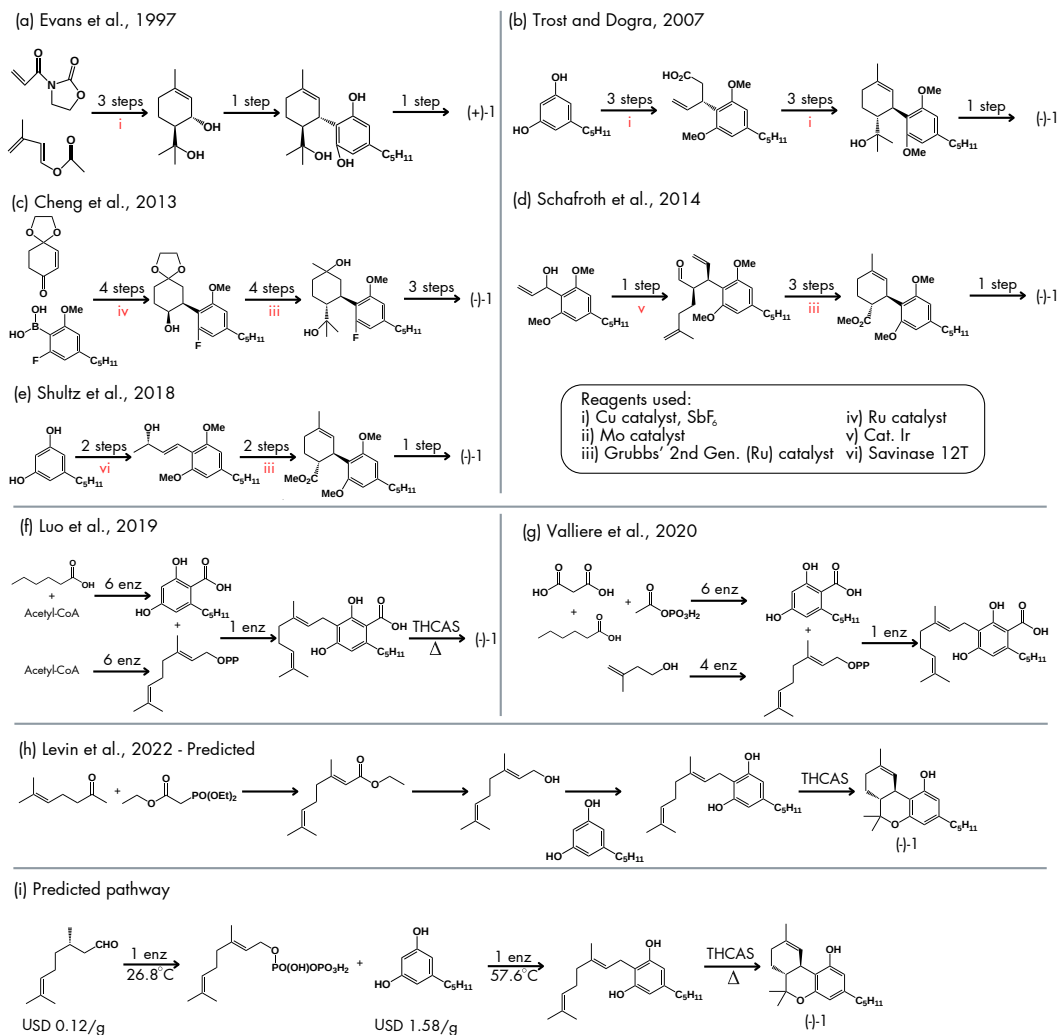 (a) Evans et al., 1997
O O
N O
O O
3 steps
i
OH
OH
1 step
OH
OH OH
C5H11
1 step
(+)-1
(b) Trost and Dogra, 2007
OH
HO C5H11
3 steps
i
HO2C
OMe
MeO C5H11
3 steps
i
OMe
HO OMe C5H11
1 step
(-)-1
(c) Cheng et al., 2013
O O
O
OH
HO B OMe
F C5H11
4 steps
iv
O O
OMe
OH F C5H11
4 steps
iii
HO
OMe
HO F C5H11
3 steps
(-)-1
(d) Schafroth et al., 2014
OH OMe
OMe C5H11
1 step
v
O OMe
OMe C5H11
3 steps
iii
OMe
MeO2C MeO C5H11
1 step
(-)-1
(e) Shultz et al., 2018
OH
HO C5H11
2 steps
vi
OH OMe
MeO C5H11
2 steps
iii
OMe
MeO2C MeO C5H11
1 step
(-)-1
Reagents used:
i) Cu catalyst, SbF6
ii) Mo catalyst
iii) Grubbs' 2nd Gen. (Ru) catalyst
iv) Ru catalyst
v) Cat. Ir
vi) Savinase 12T
(f) Luo et al., 2019
O
OH
+
Acetyl-CoA
6 enz
OH O
OH
HO C5H11
+
Acetyl-CoA
6 enz
OPP
1 enz
OH O
OH
HO C5H11
THCAS
Δ
(-)-1
(g) Valliere et al., 2020
O O
HO OH
+
O
OH
+
O
OPO3H2
6 enz
OH O
OH
HO C5H11
+
OH
4 enz
OPP
1 enz
OH O
OH
HO C5H11
(h) Levin et al., 2022 - Predicted
O
+
O
O PO(OEt)2
O
O
OH
OH
HO C5H11
OH
HO C5H11
THCAS
OH
O C5H11
(-)-1
(i) Predicted pathway
CHO
USD 0.12/g
1 enz
26.8°C
O
PO(OH)OPO3H2
+
OH
HO C5H11
USD 1.58/g
1 enz
57.6°C
OH
HO C5H11
THCAS
Δ
OH
O C5H11
(-)-1